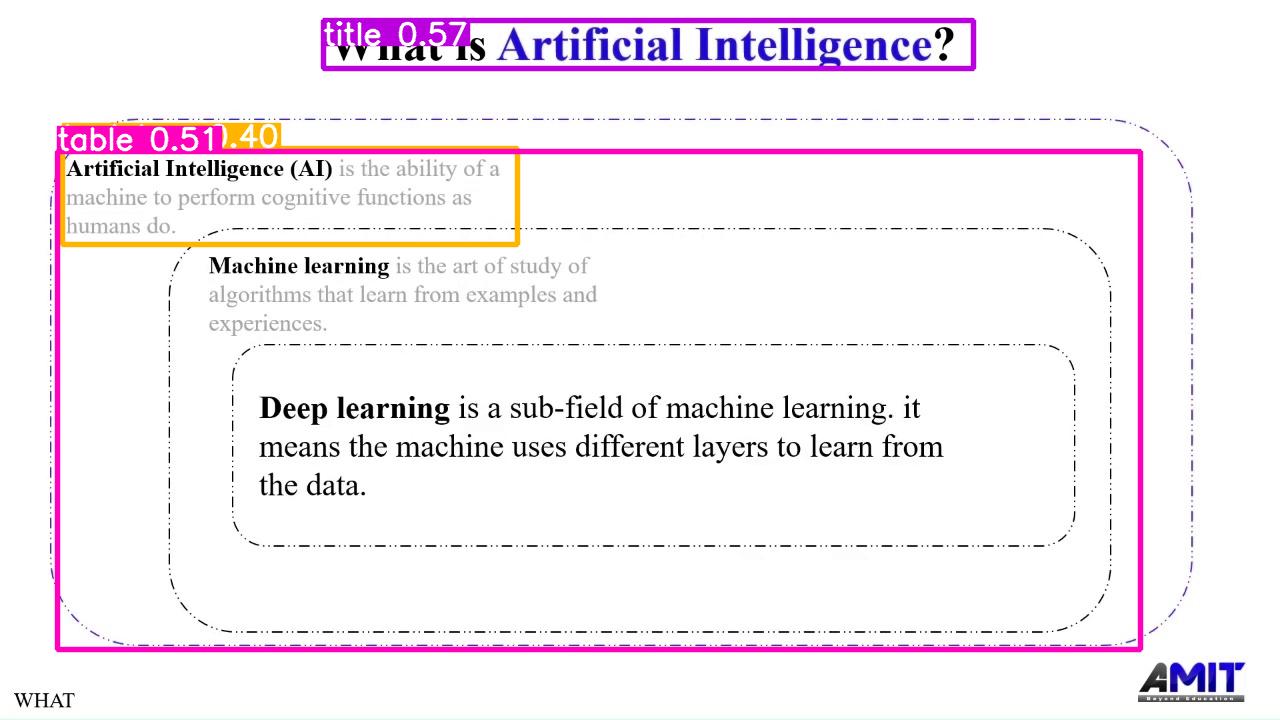 title 0.57
What is Artificial Intelligence?
table 0.51
0.40
Artificial Intelligence (AI) is the ability of a
machine to perform cognitive functions as
humans do.
Machine learning is the art of study of
algorithms that learn from examples and
experiences.
Deep learning is a sub-field of machine learning. it
means the machine uses different layers to learn from
the data.
AMIT
Beyond Education
WHAT